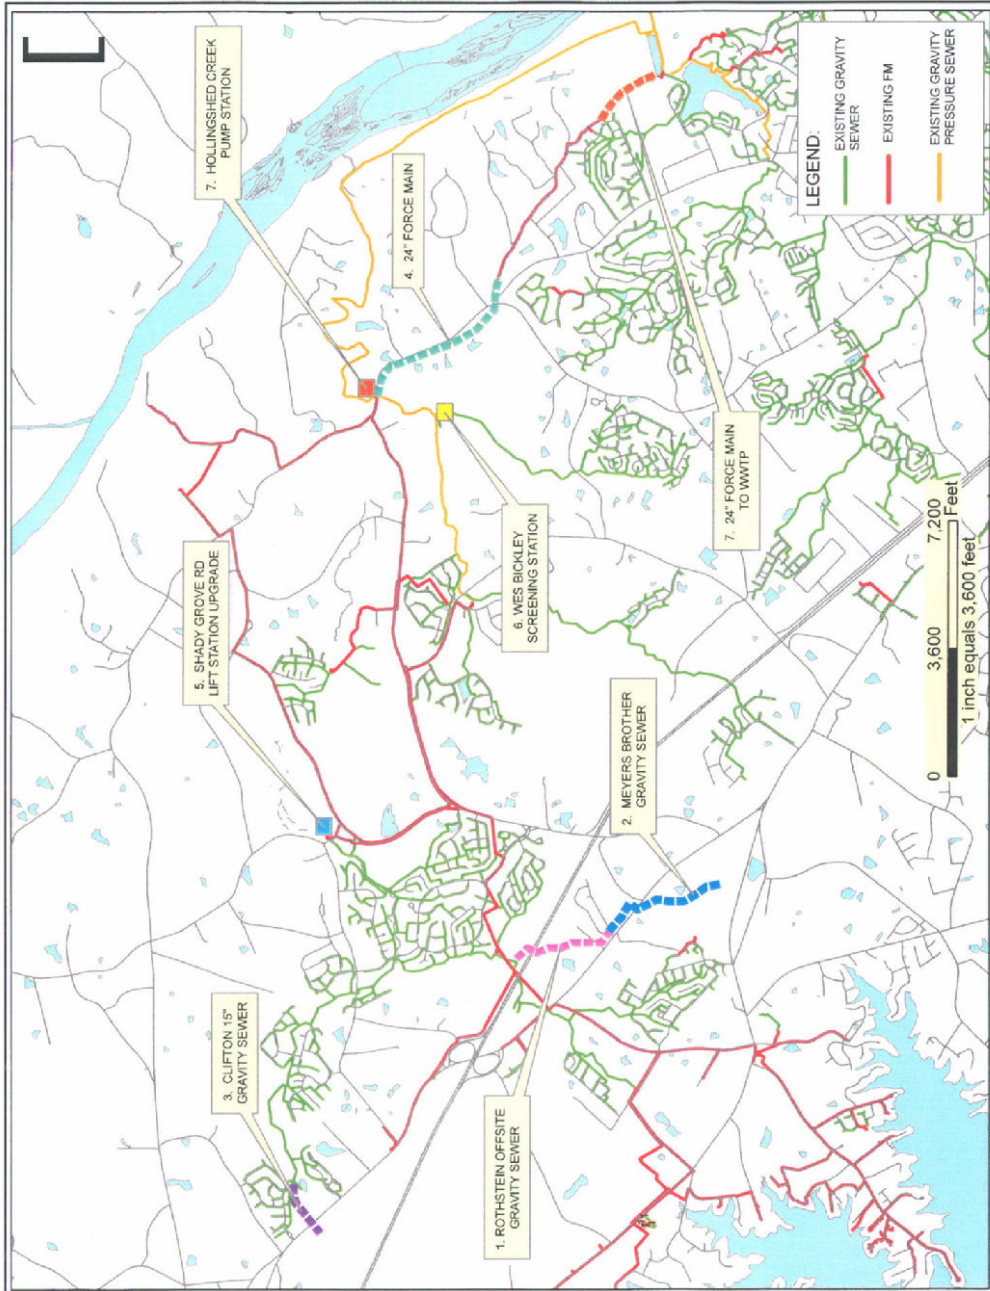 7. HOLLINGSHED CREEK
PUMP STATION
4. 24" FORCE MAIN
5. SHADY GROVE RD
LIFT STATION UPGRADE
6. WES BICKLEY
SCREENING STATION
7. 24" FORCE MAIN
TO WWTP
3. CLIFTON 15"
GRAVITY SEWER
2. MEYERS BROTHER
GRAVITY SEWER
1. ROTHSTEIN OFFSITE
GRAVITY SEWER
LEGEND:
EXISTING GRAVITY
SEWER
EXISTING FM
EXISTING GRAVITY
PRESSURE SEWER
0 3,600 7,200
Feet
1 inch equals 3,600 feet